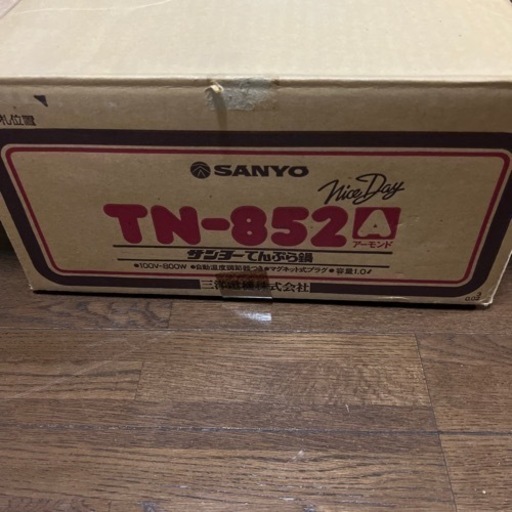 札位置
SANYO
Nice Day
TN-852 A
アーモンド
サンヨーてんぷら鍋
●100V-800W ●自動温度調節器つき ●マグネット式プラグ ●容量1.0ℓ
三洋電機株式会社